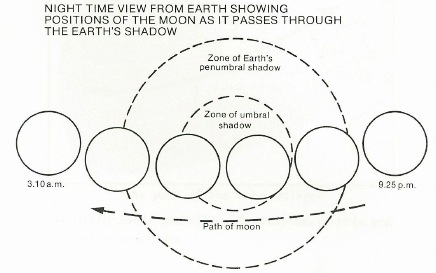 NIGHT TIME VIEW FROM EARTH SHOWING
POSITIONS OF THE MOON AS IT PASSES THROUGH
THE EARTH'S SHADOW
Zone of Earth's
penumbral shadow
Zone of umbral
shadow
3.10 a.m.
9.25 p.m.
Path of moon